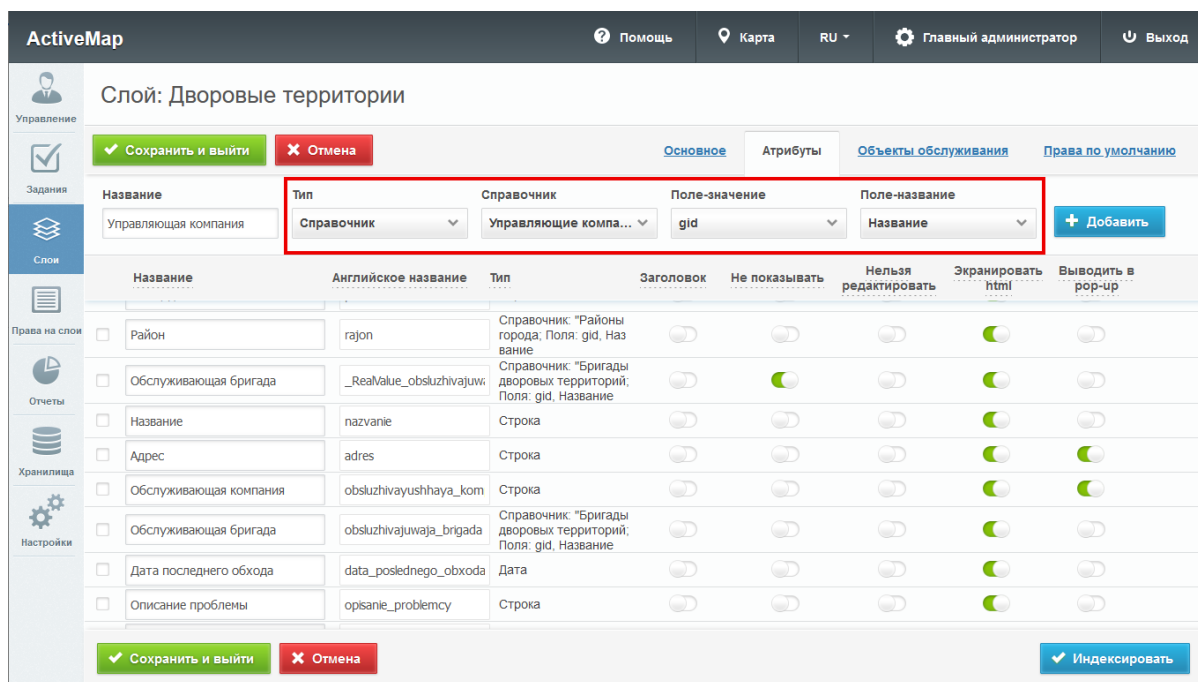 ActiveMap
Помощь
Карта
RU
Главный администратор
Выход
Управление
Задания
Слои
Права на слои
Отчеты
Хранилища
Настройки
Слой: Дворовые территории
Сохранить и выйти
Отмена
Основное
Атрибуты
Объекты обслуживания
Права по умолчанию
Название
Тип
Справочник
Поле-значение
Поле-название
Управляющая компания
Справочник
Управляющие компа...
gid
Название
Добавить
Название
Английское название
Тип
Заголовок
Не показывать
Нельзя
редактировать
Экранировать
html
Выводить в
pop-up
Район
rajon
Справочник: "Районы
города; Поля: gid, Наз
вание
Обслуживающая бригада
_RealValue_obsluzhivajuw
Справочник: "Бригады
дворовых территорий;
Поля: gid, Название
Название
nazvanie
Строка
Адрес
adres
Строка
Обслуживающая компания
obsluzhivayushhaya_kom
Строка
Обслуживающая бригада
obsluzhivajuwaja_brigada
Справочник: "Бригады
дворовых территорий;
Поля: gid, Название
Дата последнего обхода
data_poslednego_obxoda
Дата
Описание проблемы
opisanie_problemcy
Строка
Сохранить и выйти
Отмена
Индексировать